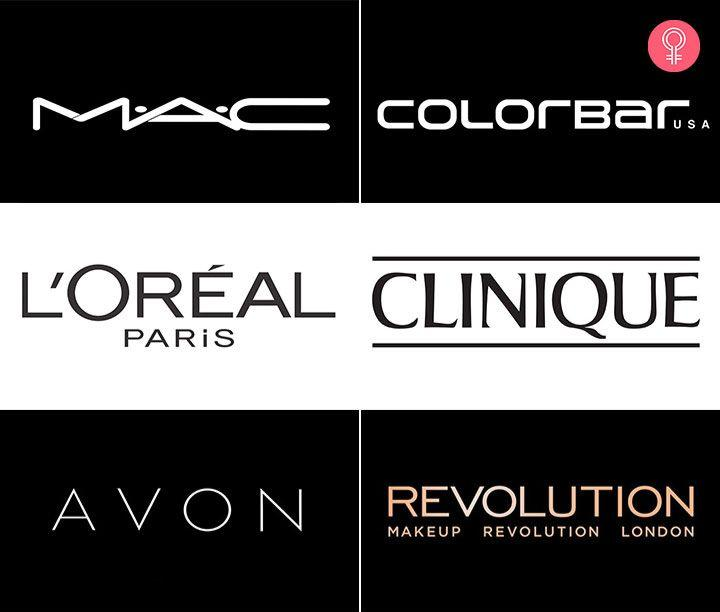 M·A·C
COLORBAR
USA
L'ORÉAL
PARiS
CLINIQUE
AVON
REVOLUTION
MAKEUP REVOLUTION LONDON